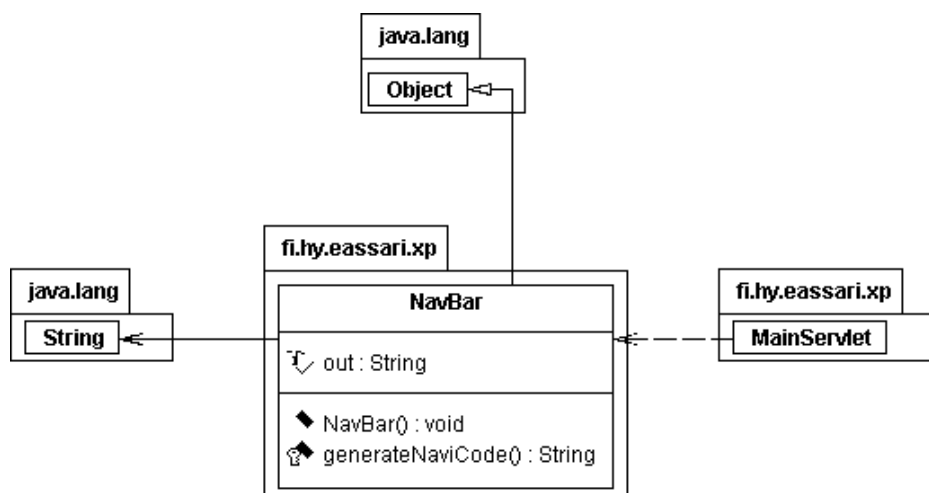 java.lang
Object
fi.hy.eassari.xp
java.lang
String
NavBar
out : String
NavBar() : void
generateNaviCode() : String
fi.hy.eassari.xp
MainServlet